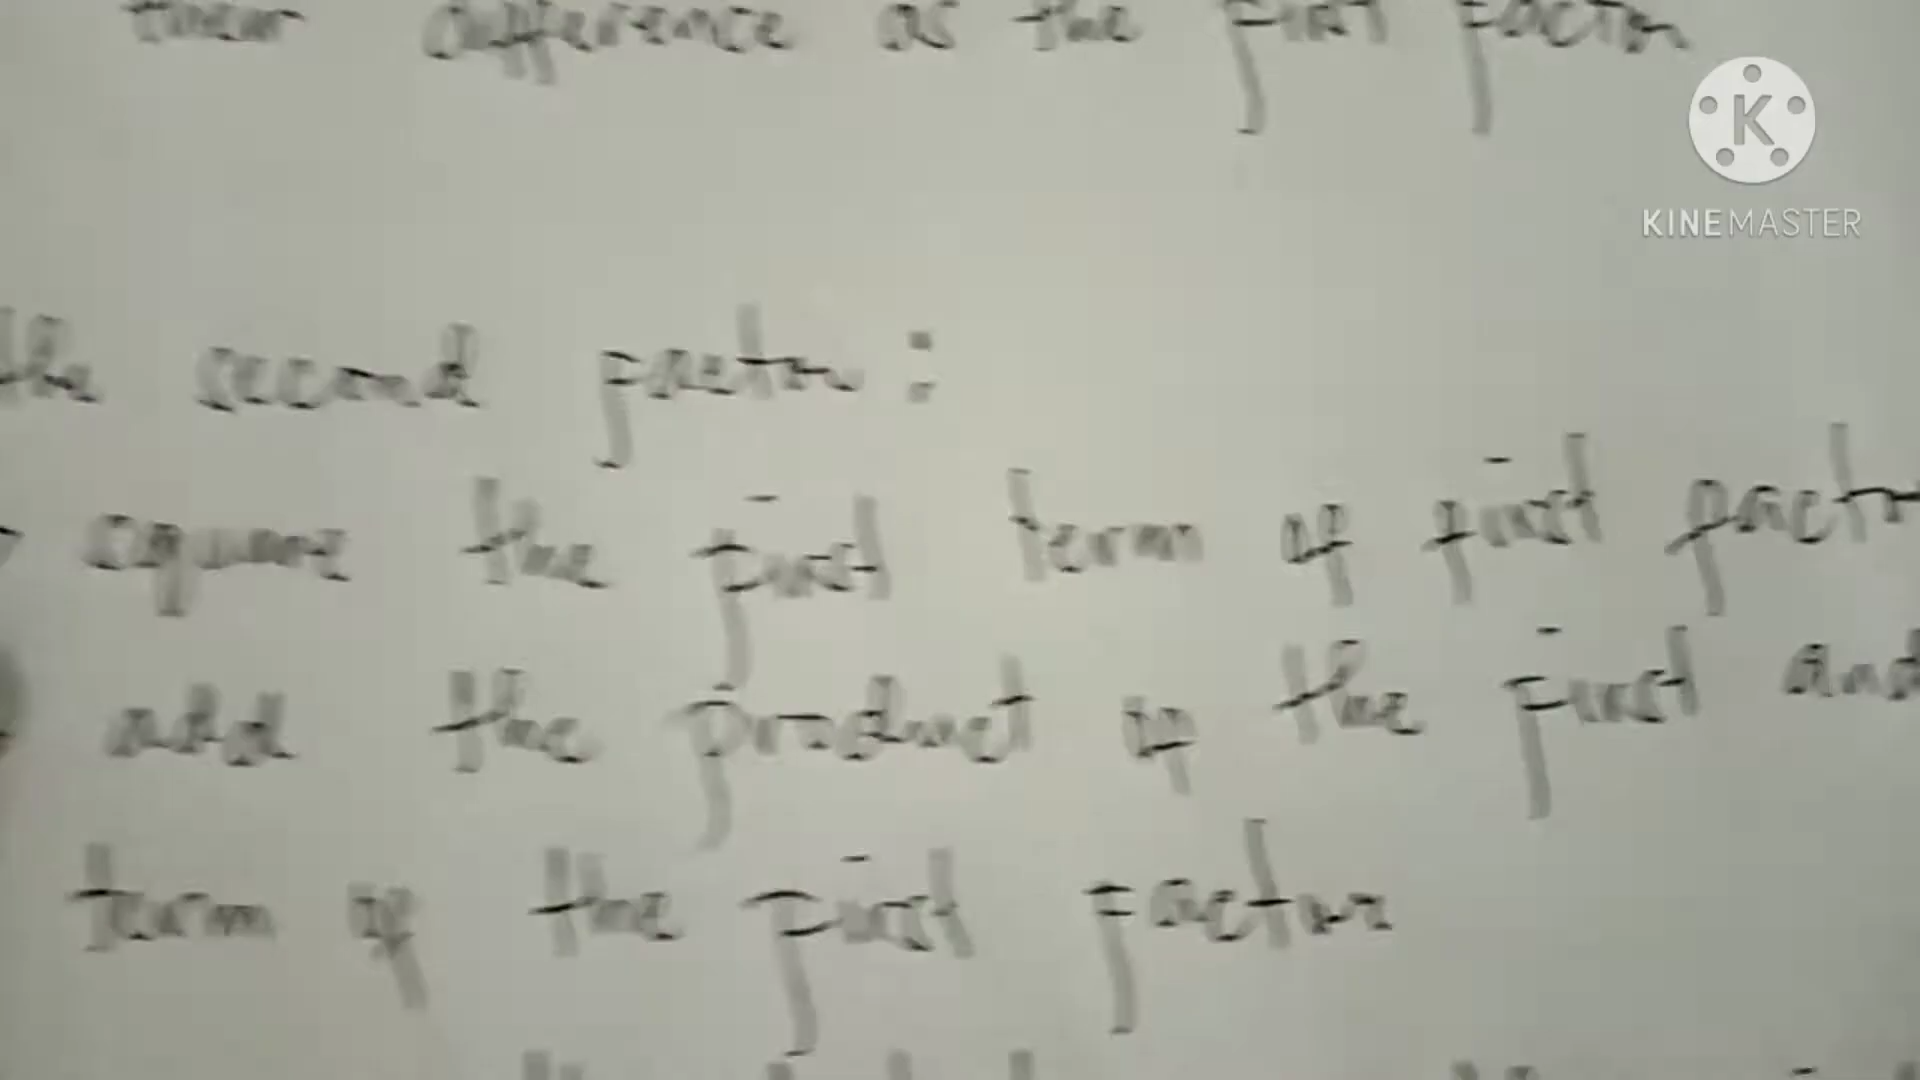 their difference as the first factor
K
KINEMASTER
the second factor:
square the first term of first facto
add the product of the first and
term of the first factor